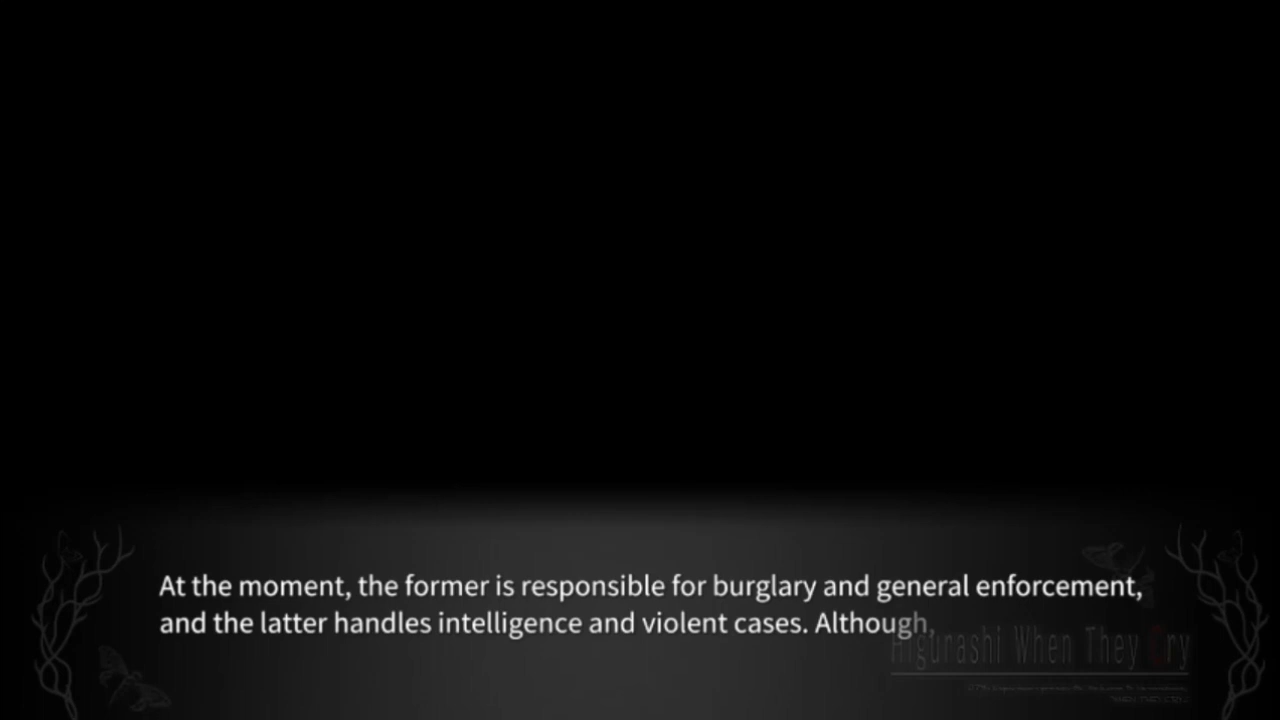 At the moment, the former is responsible for burglary and general enforcement,
and the latter handles intelligence and violent cases. Although,
Higurashi When They Cry